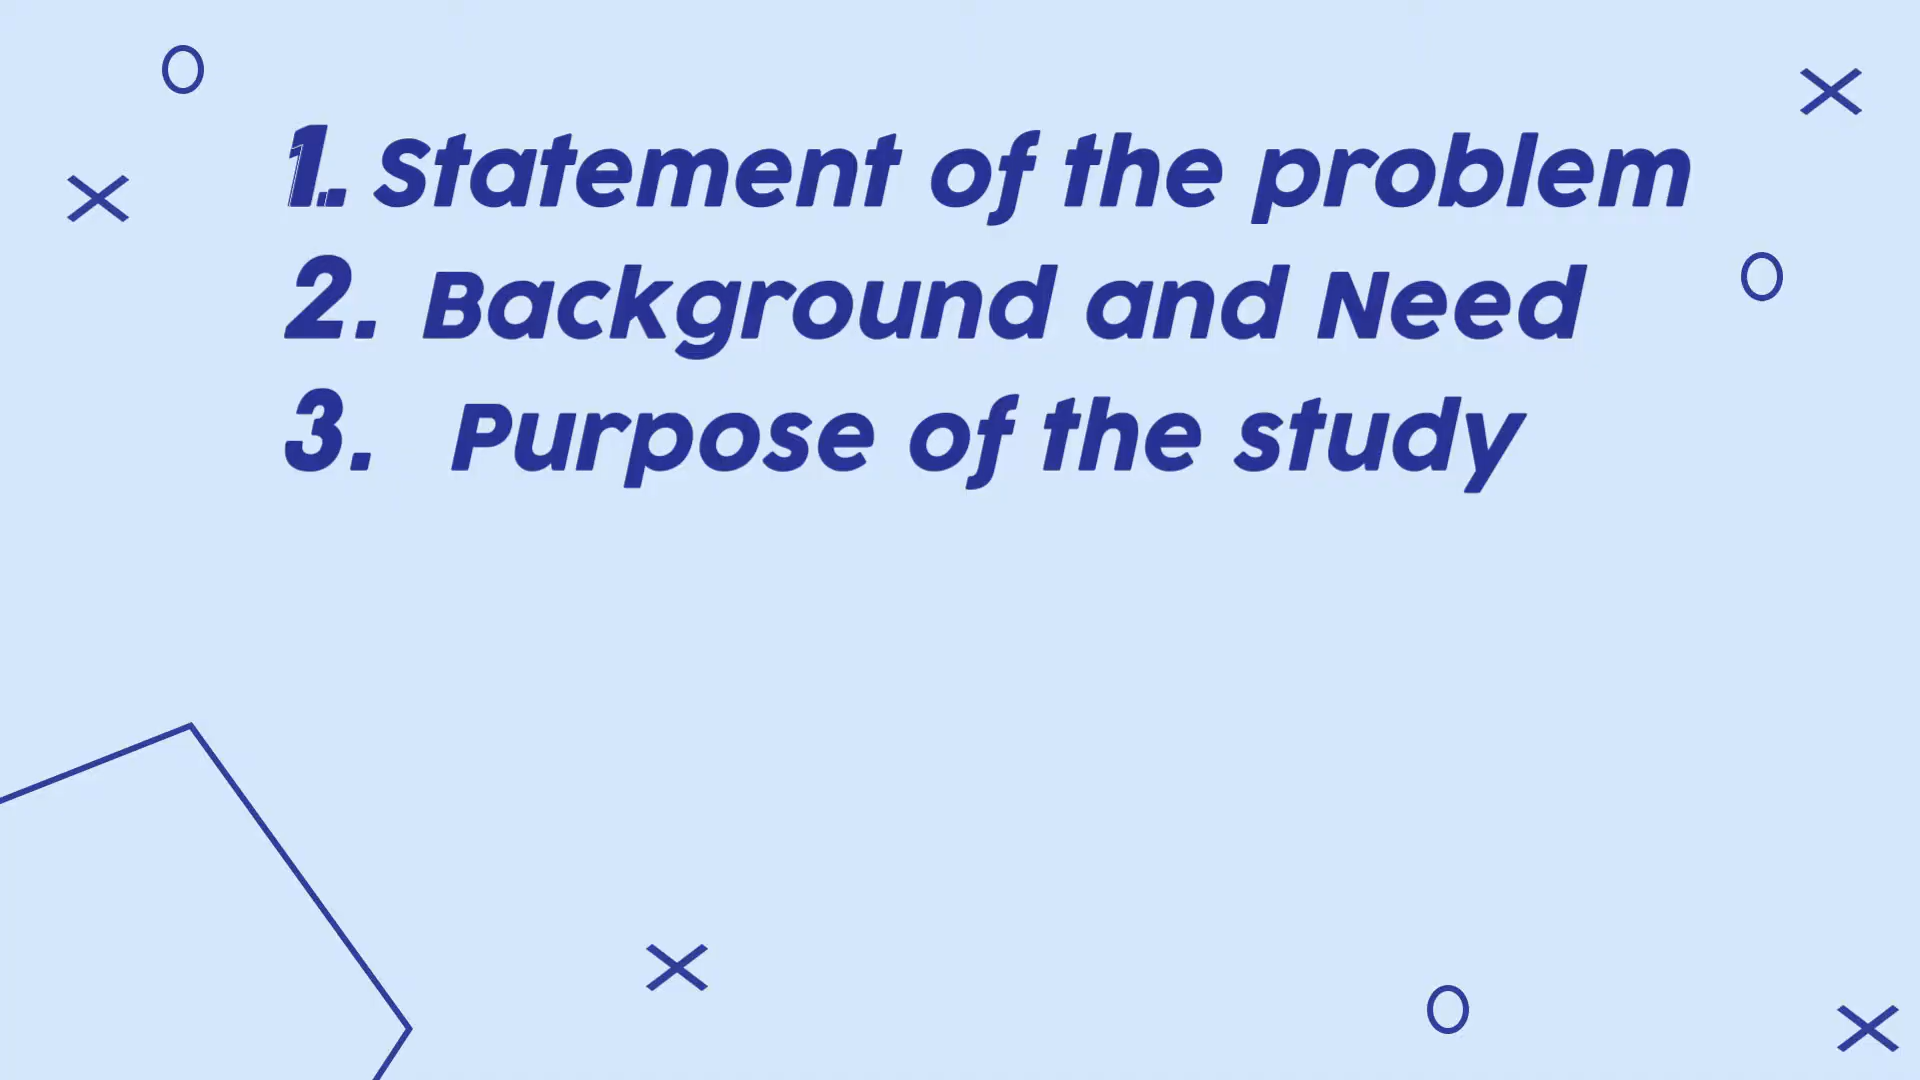 1. Statement of the problem
2. Background and Need
3. Purpose of the study